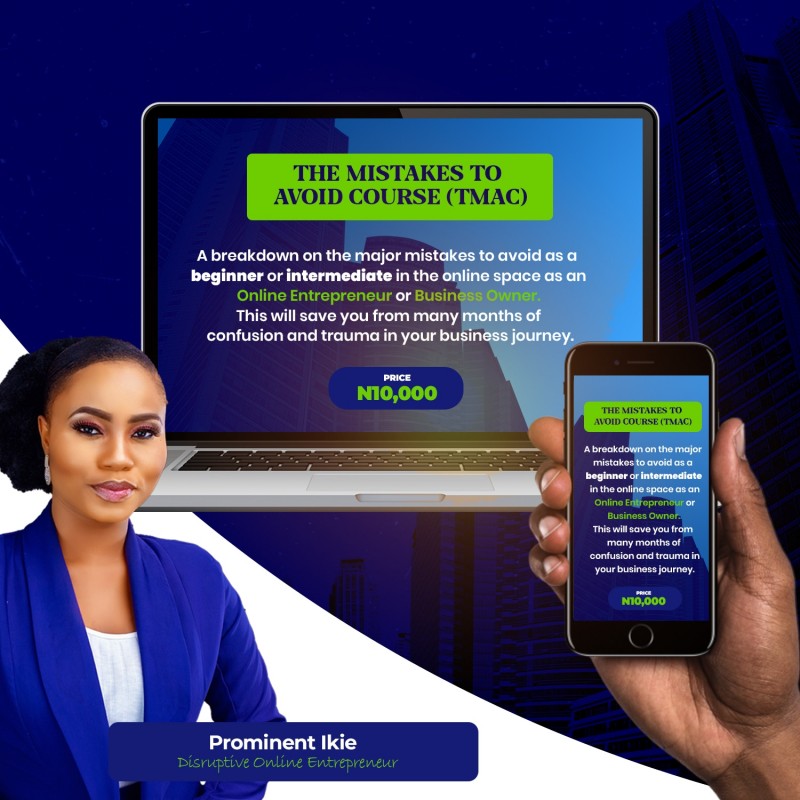 THE MISTAKES TO
AVOID COURSE (TMAC)
A breakdown on the major mistakes to avoid as a
beginner or intermediate in the online space as an
Online Entrepreneur or Business Owner.
This will save you from many months of
confusion and trauma in your business journey.
PRICE
N10,000
THE MISTAKES TO
AVOID COURSE (TMAC)
A breakdown on the major
mistakes to avoid as a
beginner or intermediate
in the online space as an
Online Entrepreneur or
Business Owner.
This will save you from
many months of
confusion and trauma in
your business journey.
PRICE
N10,000
Prominent Ikie
Disruptive Online Entrepreneur